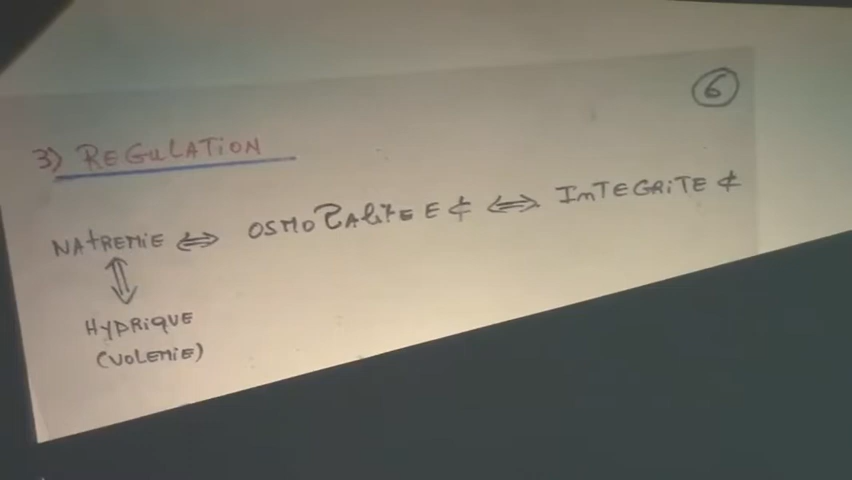 6
3) REGULATION
NATREMIE ⇔ OSMOLALITE E¢ ⇔ INTEGRITE ¢
⇕
HYDRIQUE
(VOLEMIE)